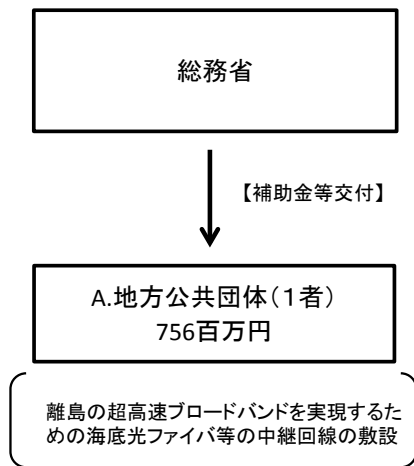 総務省
【補助金等交付】
A.地方公共団体（１者）
756百万円
離島の超高速ブロードバンドを実現するた
めの海底光ファイバ等の中継回線の敷設